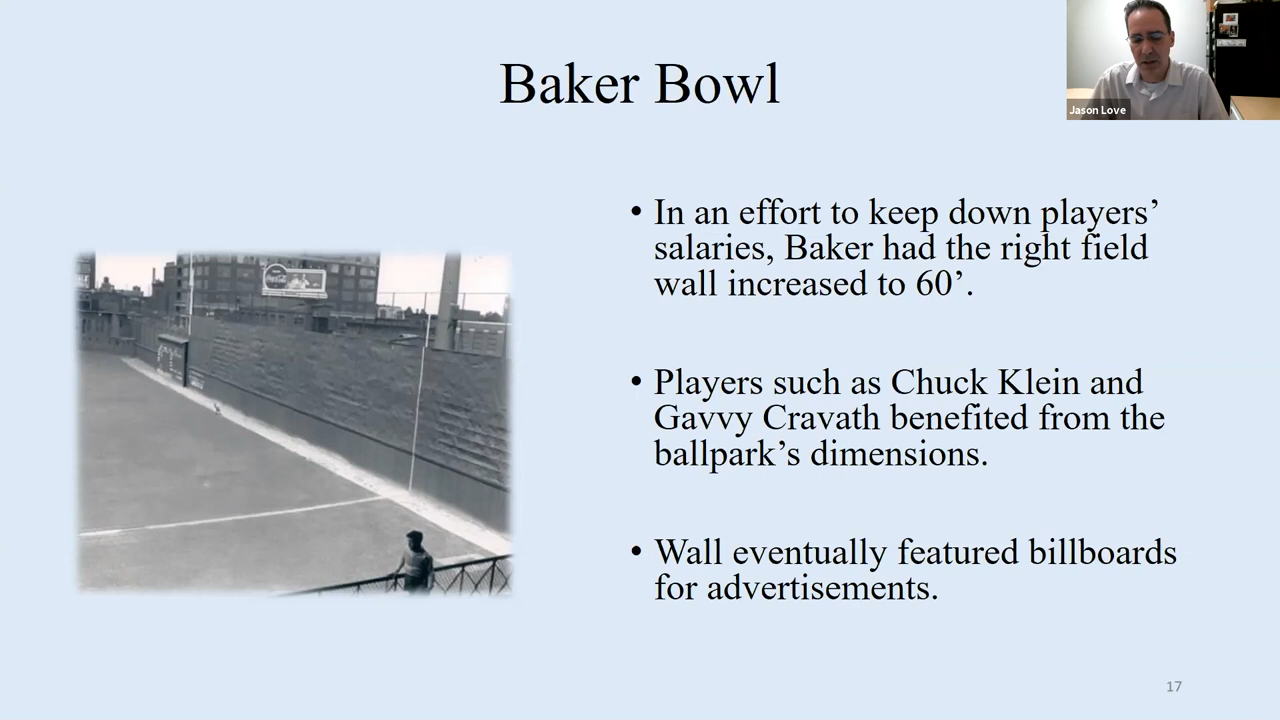 Baker Bowl
Jason Love
• In an effort to keep down players’
salaries, Baker had the right field
wall increased to 60’.
• Players such as Chuck Klein and
Gavvy Cravath benefited from the
ballpark’s dimensions.
• Wall eventually featured billboards
for advertisements.
17